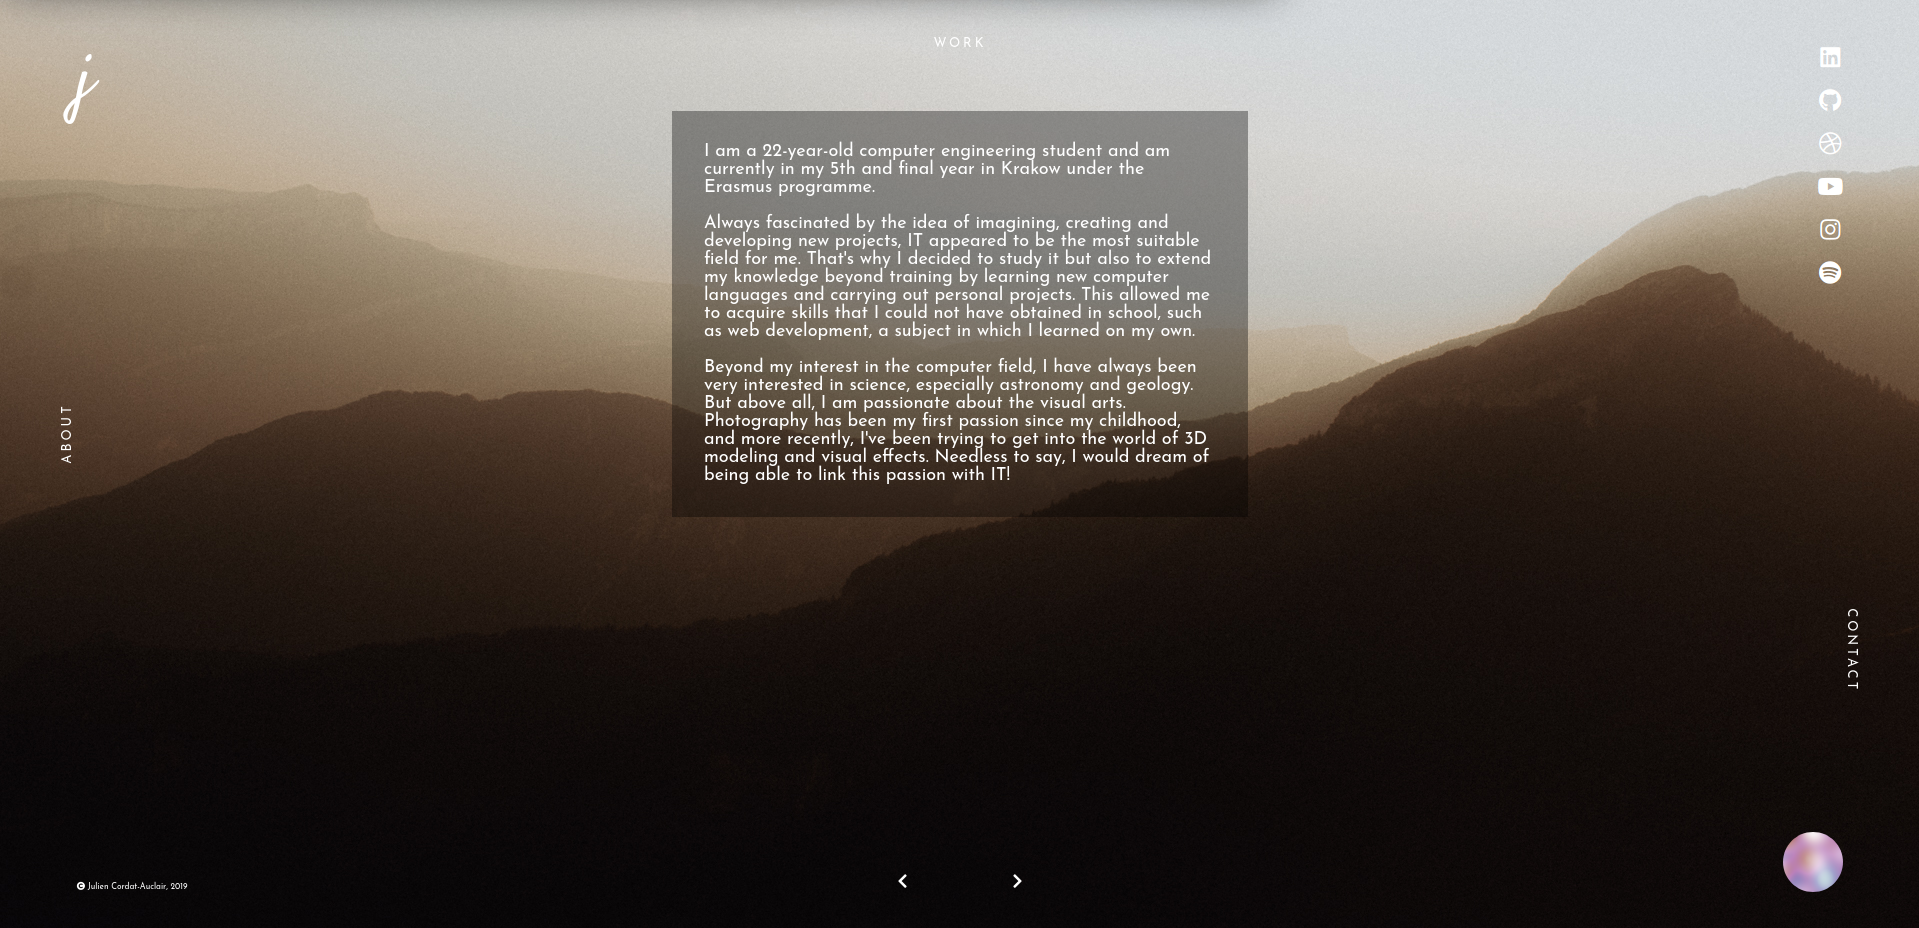 WORK
j
I am a 22-year-old computer engineering student and am
currently in my 5th and final year in Krakow under the
Erasmus programme.
Always fascinated by the idea of imagining, creating and
developing new projects, IT appeared to be the most suitable
field for me. That's why I decided to study it but also to extend
my knowledge beyond training by learning new computer
languages and carrying out personal projects. This allowed me
to acquire skills that I could not have obtained in school, such
as web development, a subject in which I learned on my own.
Beyond my interest in the computer field, I have always been
very interested in science, especially astronomy and geology.
But above all, I am passionate about the visual arts.
Photography has been my first passion since my childhood,
and more recently, I've been trying to get into the world of 3D
modeling and visual effects. Needless to say, I would dream of
being able to link this passion with IT!
ABOUT
CONTACT
© Julien Cordat-Auclair, 2019